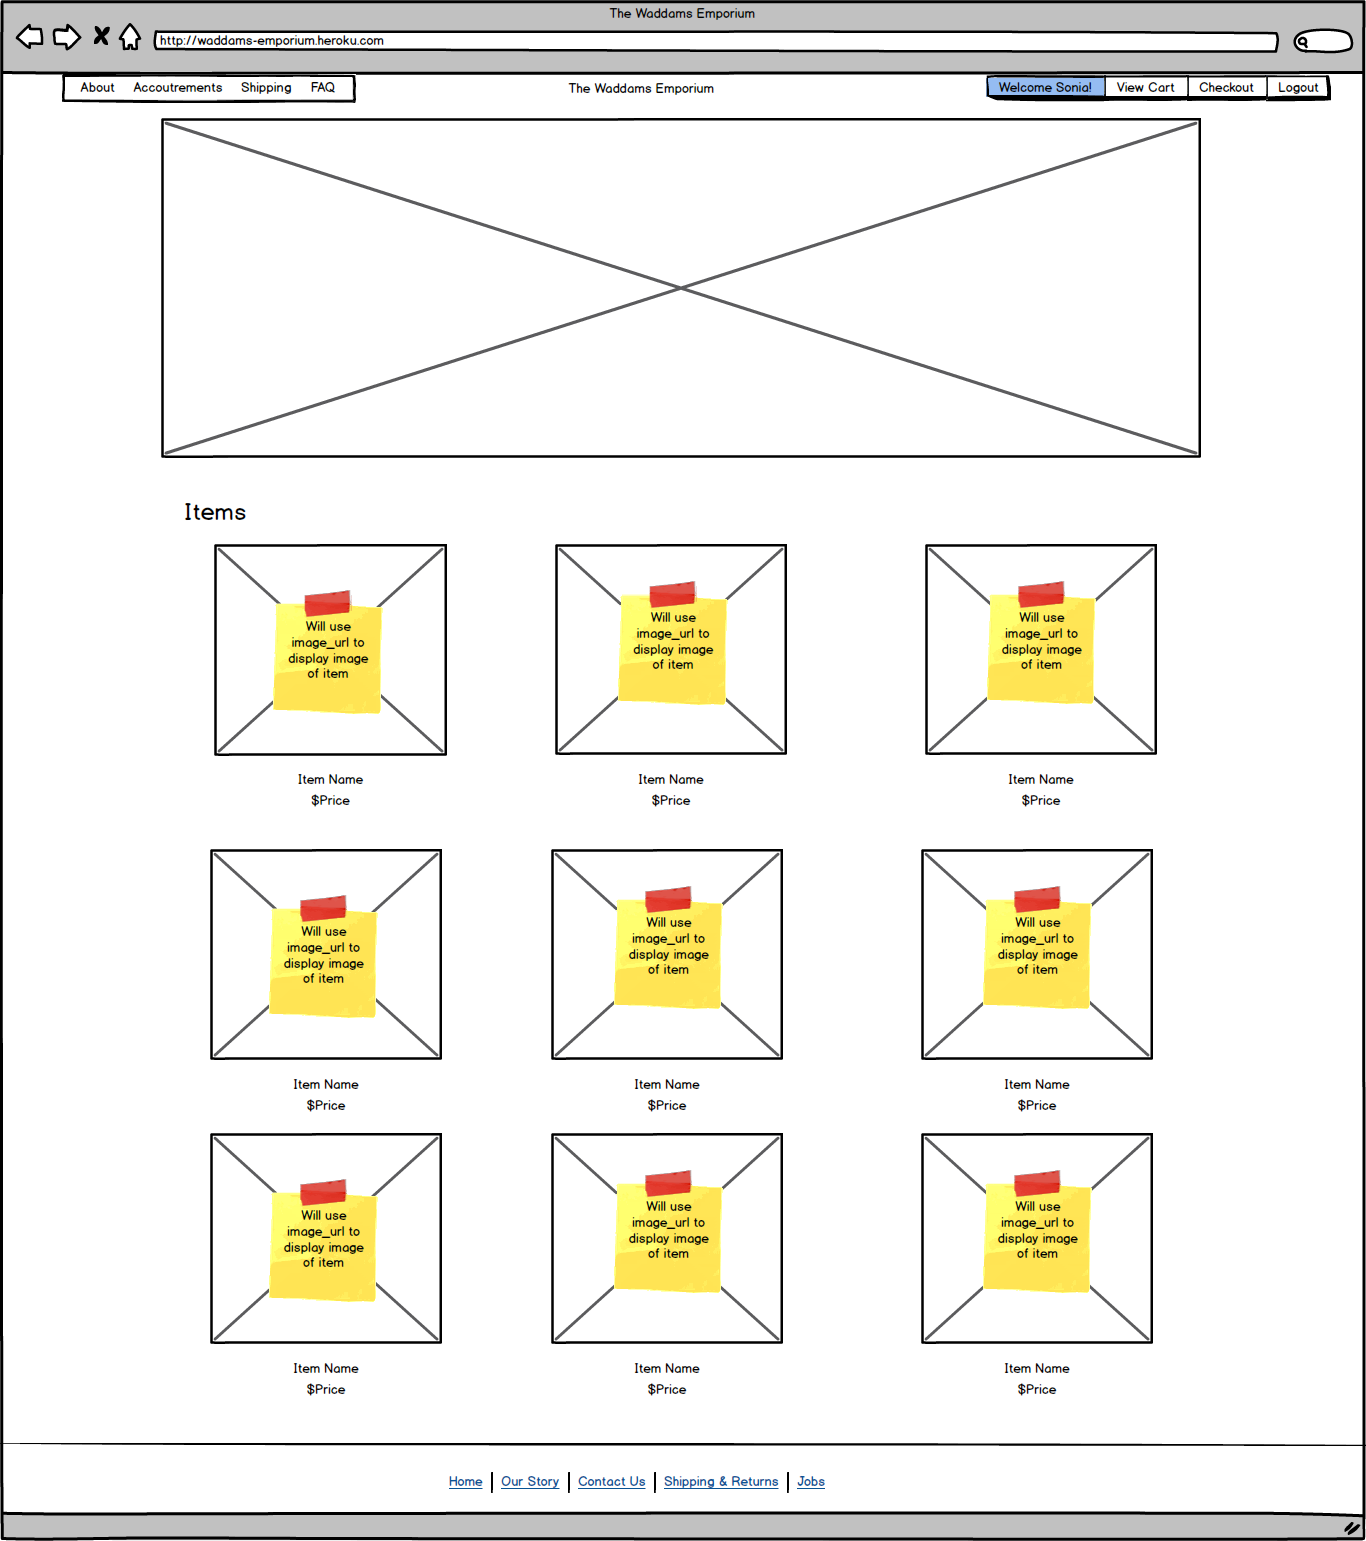 The Waddams Emporium
http://waddams-emporium.heroku.com
About Accoutrements Shipping FAQ The Waddams Emporium Welcome Sonia! View Cart Checkout Logout
Items
Will use
image_url to
display image
of item
Will use
image_url to
display image
of item
Will use
image_url to
display image
of item
Item Name Item Name Item Name
$Price $Price $Price
Will use
image_url to
display image
of item
Will use
image_url to
display image
of item
Will use
image_url to
display image
of item
Item Name Item Name Item Name
$Price $Price $Price
Will use
image_url to
display image
of item
Will use
image_url to
display image
of item
Will use
image_url to
display image
of item
Item Name Item Name Item Name
$Price $Price $Price
Home Our Story Contact Us Shipping & Returns Jobs